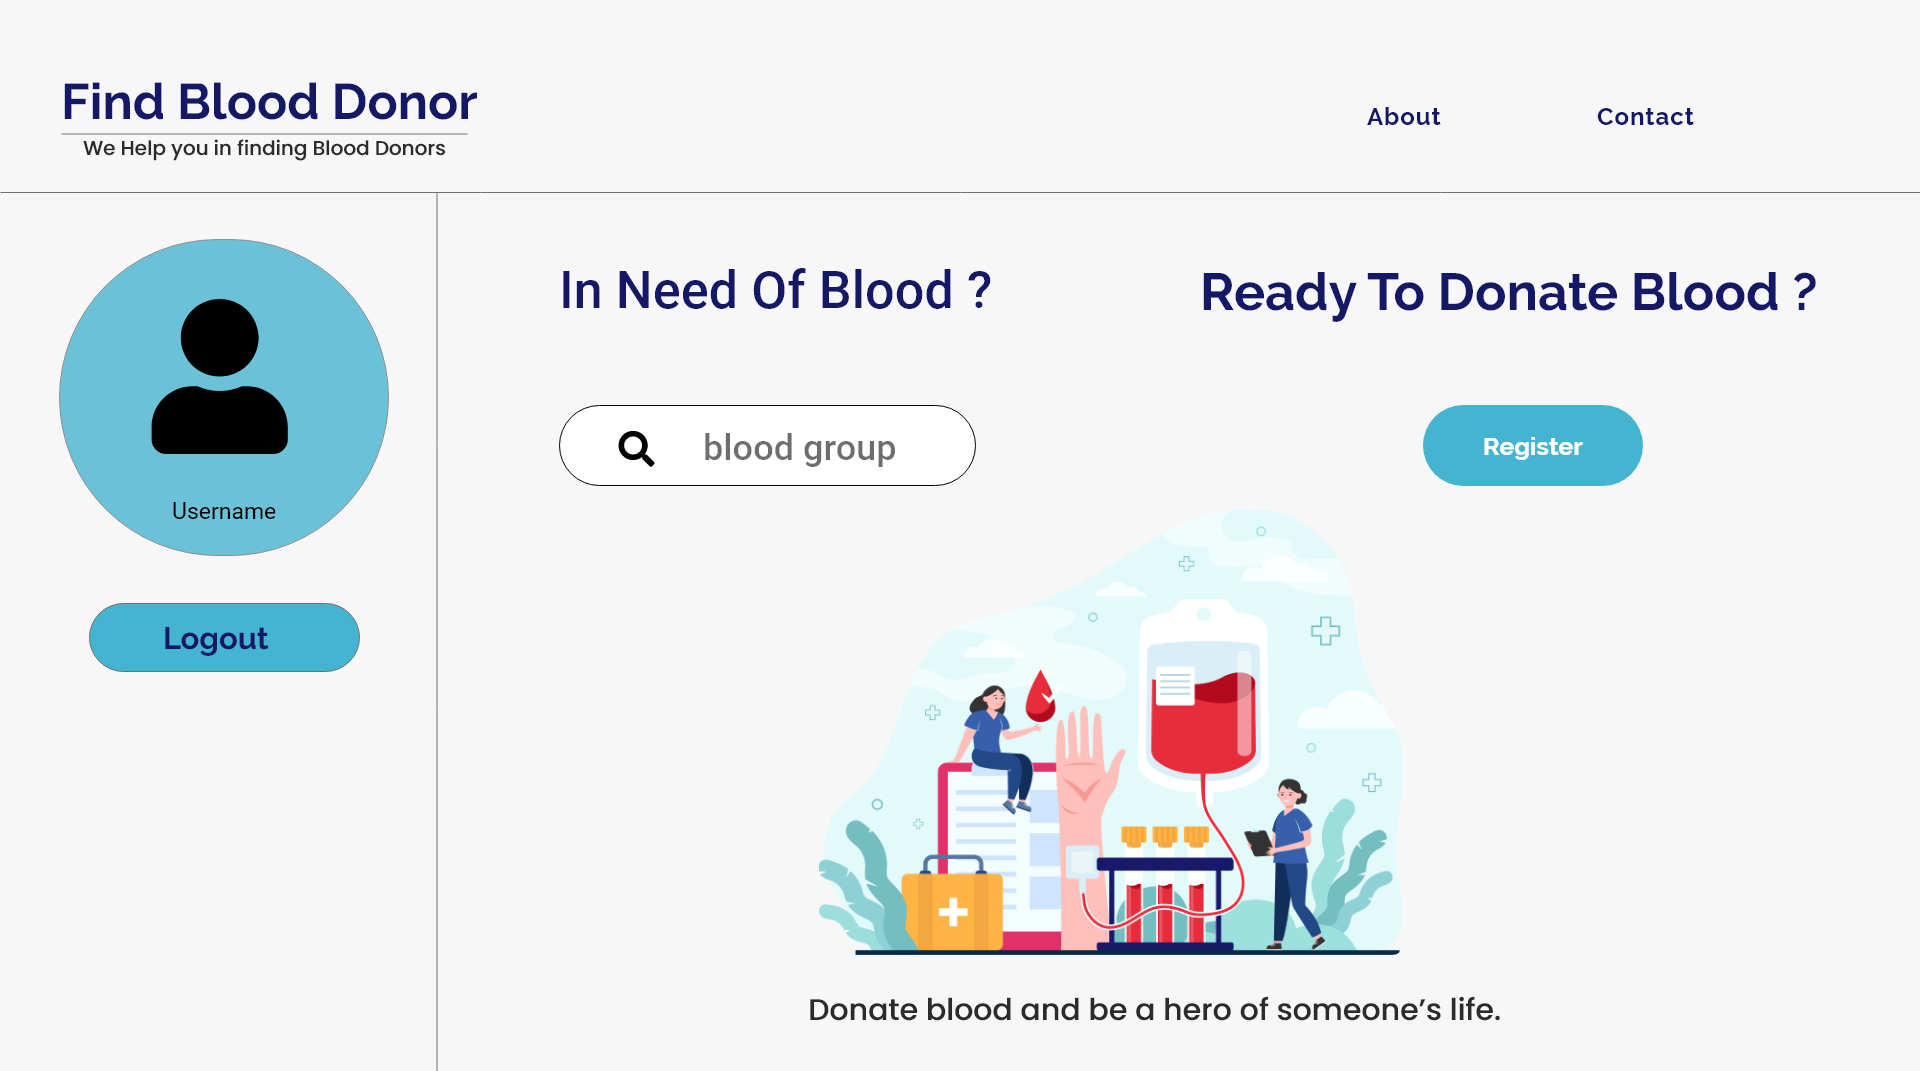 Find Blood Donor
We Help you in finding Blood Donors
About
Contact
Username
Logout
In Need Of Blood ?
Ready To Donate Blood ?
blood group
Register
Donate blood and be a hero of someone’s life.